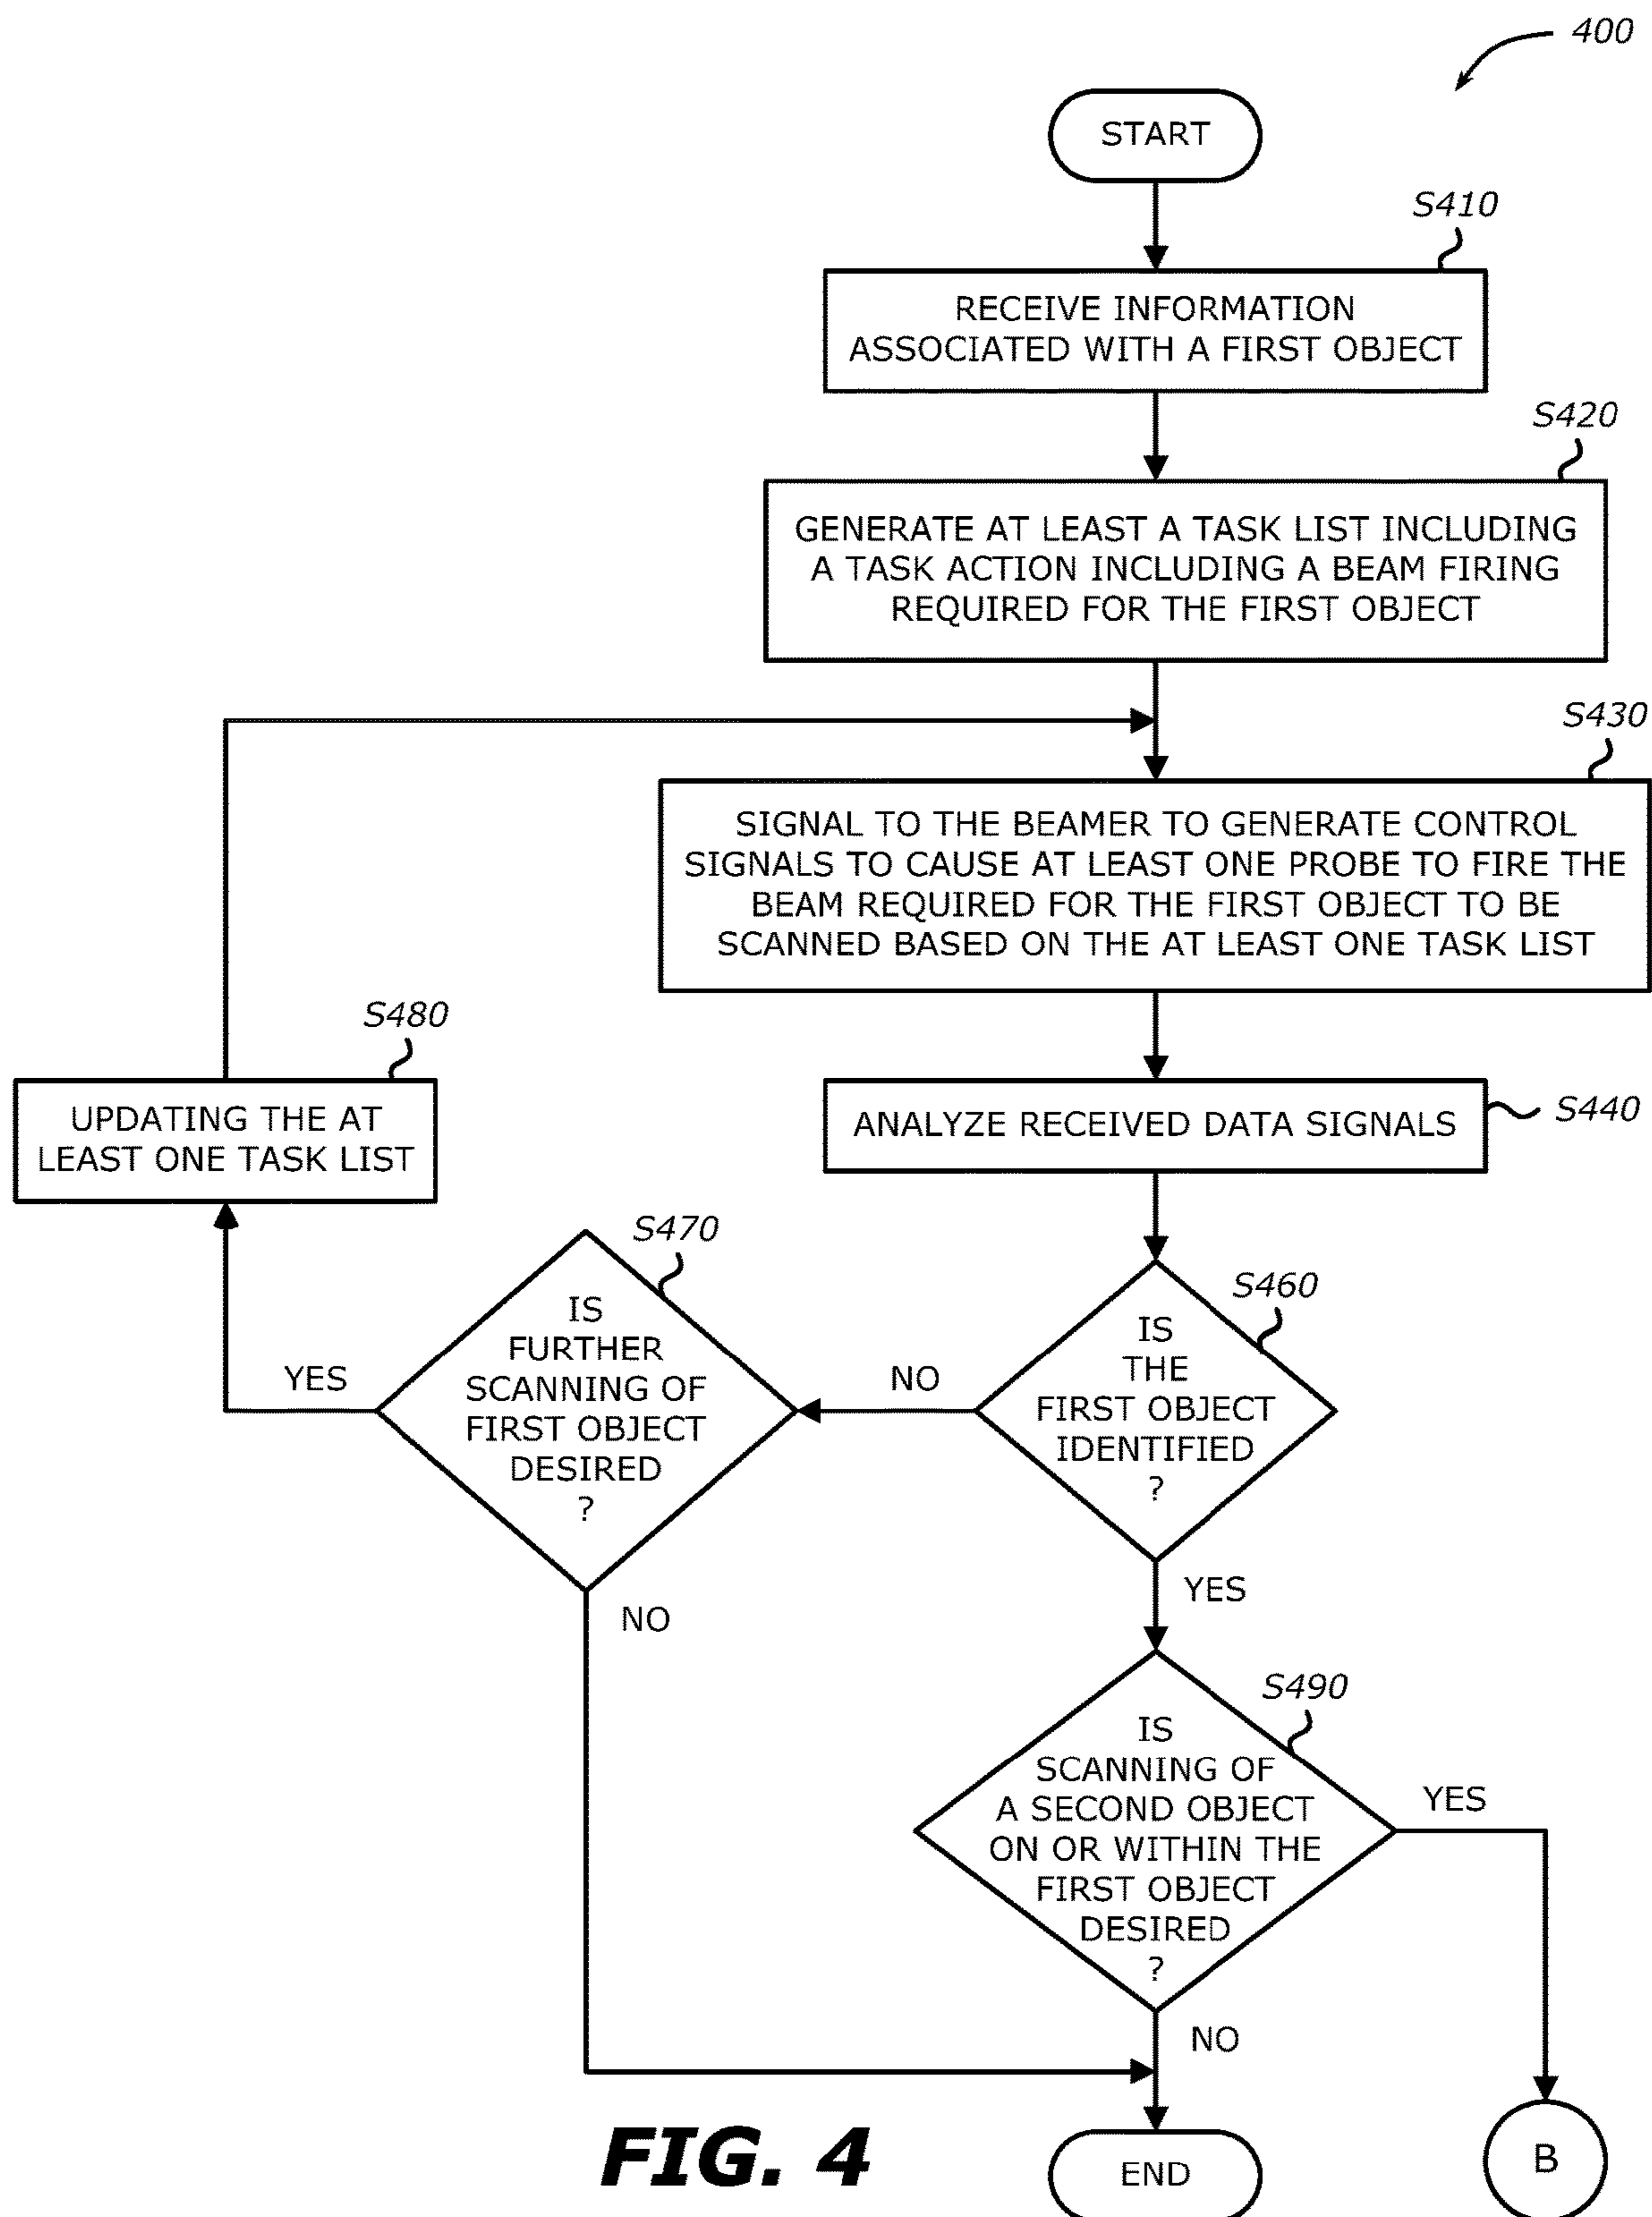 400
START
S410
RECEIVE INFORMATION
ASSOCIATED WITH A FIRST OBJECT
S420
GENERATE AT LEAST A TASK LIST INCLUDING
A TASK ACTION INCLUDING A BEAM FIRING
REQUIRED FOR THE FIRST OBJECT
S430
SIGNAL TO THE BEAMER TO GENERATE CONTROL
SIGNALS TO CAUSE AT LEAST ONE PROBE TO FIRE THE
BEAM REQUIRED FOR THE FIRST OBJECT TO BE
SCANNED BASED ON THE AT LEAST ONE TASK LIST
S480
UPDATING THE AT
LEAST ONE TASK LIST
ANALYZE RECEIVED DATA SIGNALS
S440
S470
IS
FURTHER
SCANNING OF
FIRST OBJECT
DESIRED
?
YES
NO
S460
IS
THE
FIRST OBJECT
IDENTIFIED
?
NO
YES
S490
IS
SCANNING OF
A SECOND OBJECT
ON OR WITHIN THE
FIRST OBJECT
DESIRED
?
YES
NO
FIG. 4
END
B